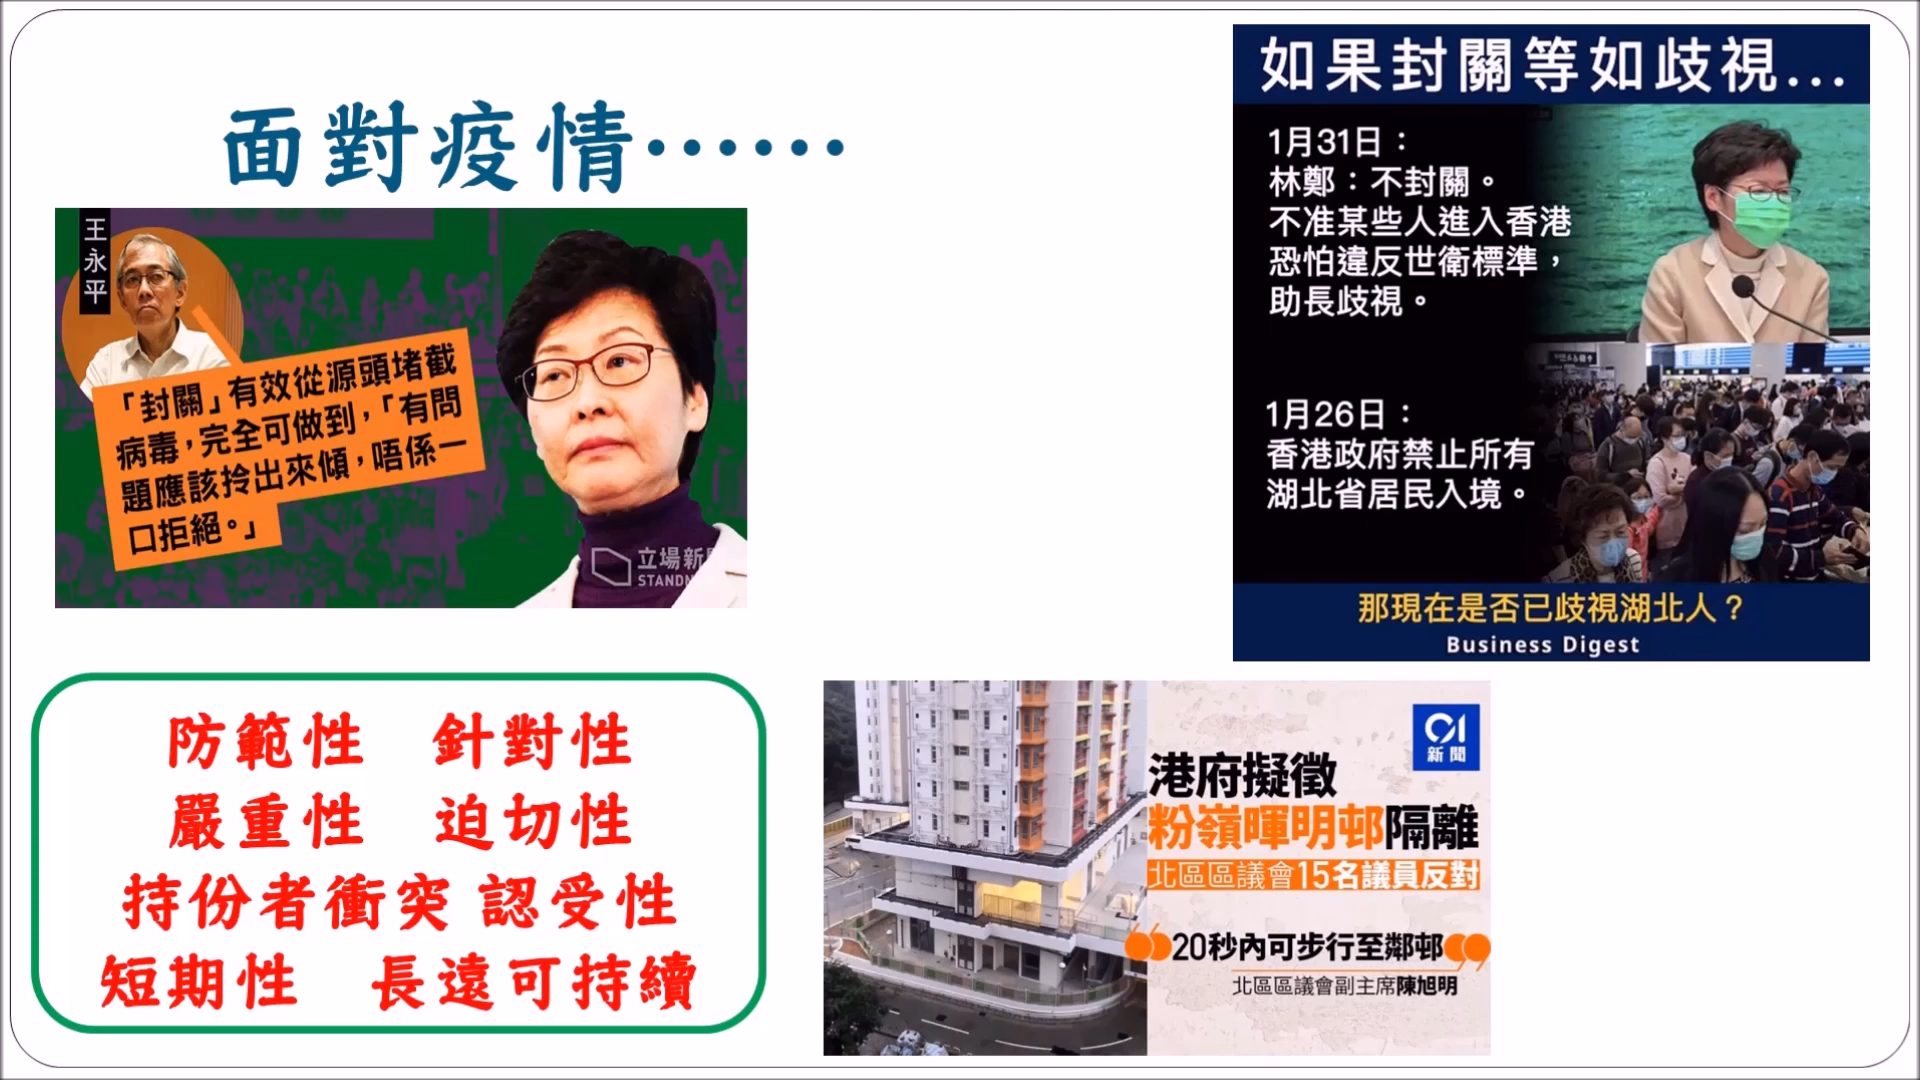 面對疫情……
王永平
「封關」有效從源頭堵截
病毒，完全可做到，「有問
題應該拎出來傾，唔係一
口拒絕。」
立場新
STANDN
如果封關等如歧視...
1月31日：
林鄭：不封關。
不准某些人進入香港
恐怕違反世衛標準，
助長歧視。
1月26日：
香港政府禁止所有
湖北省居民入境。
那現在是否已歧視湖北人？
Business Digest
防範性 針對性
嚴重性 迫切性
持份者衝突 認受性
短期性 長遠可持續
01
新聞
港府擬徵
粉嶺暉明邨隔離
北區區議會15名議員反對
20秒內可步行至鄰邨
北區區議會副主席陳旭明